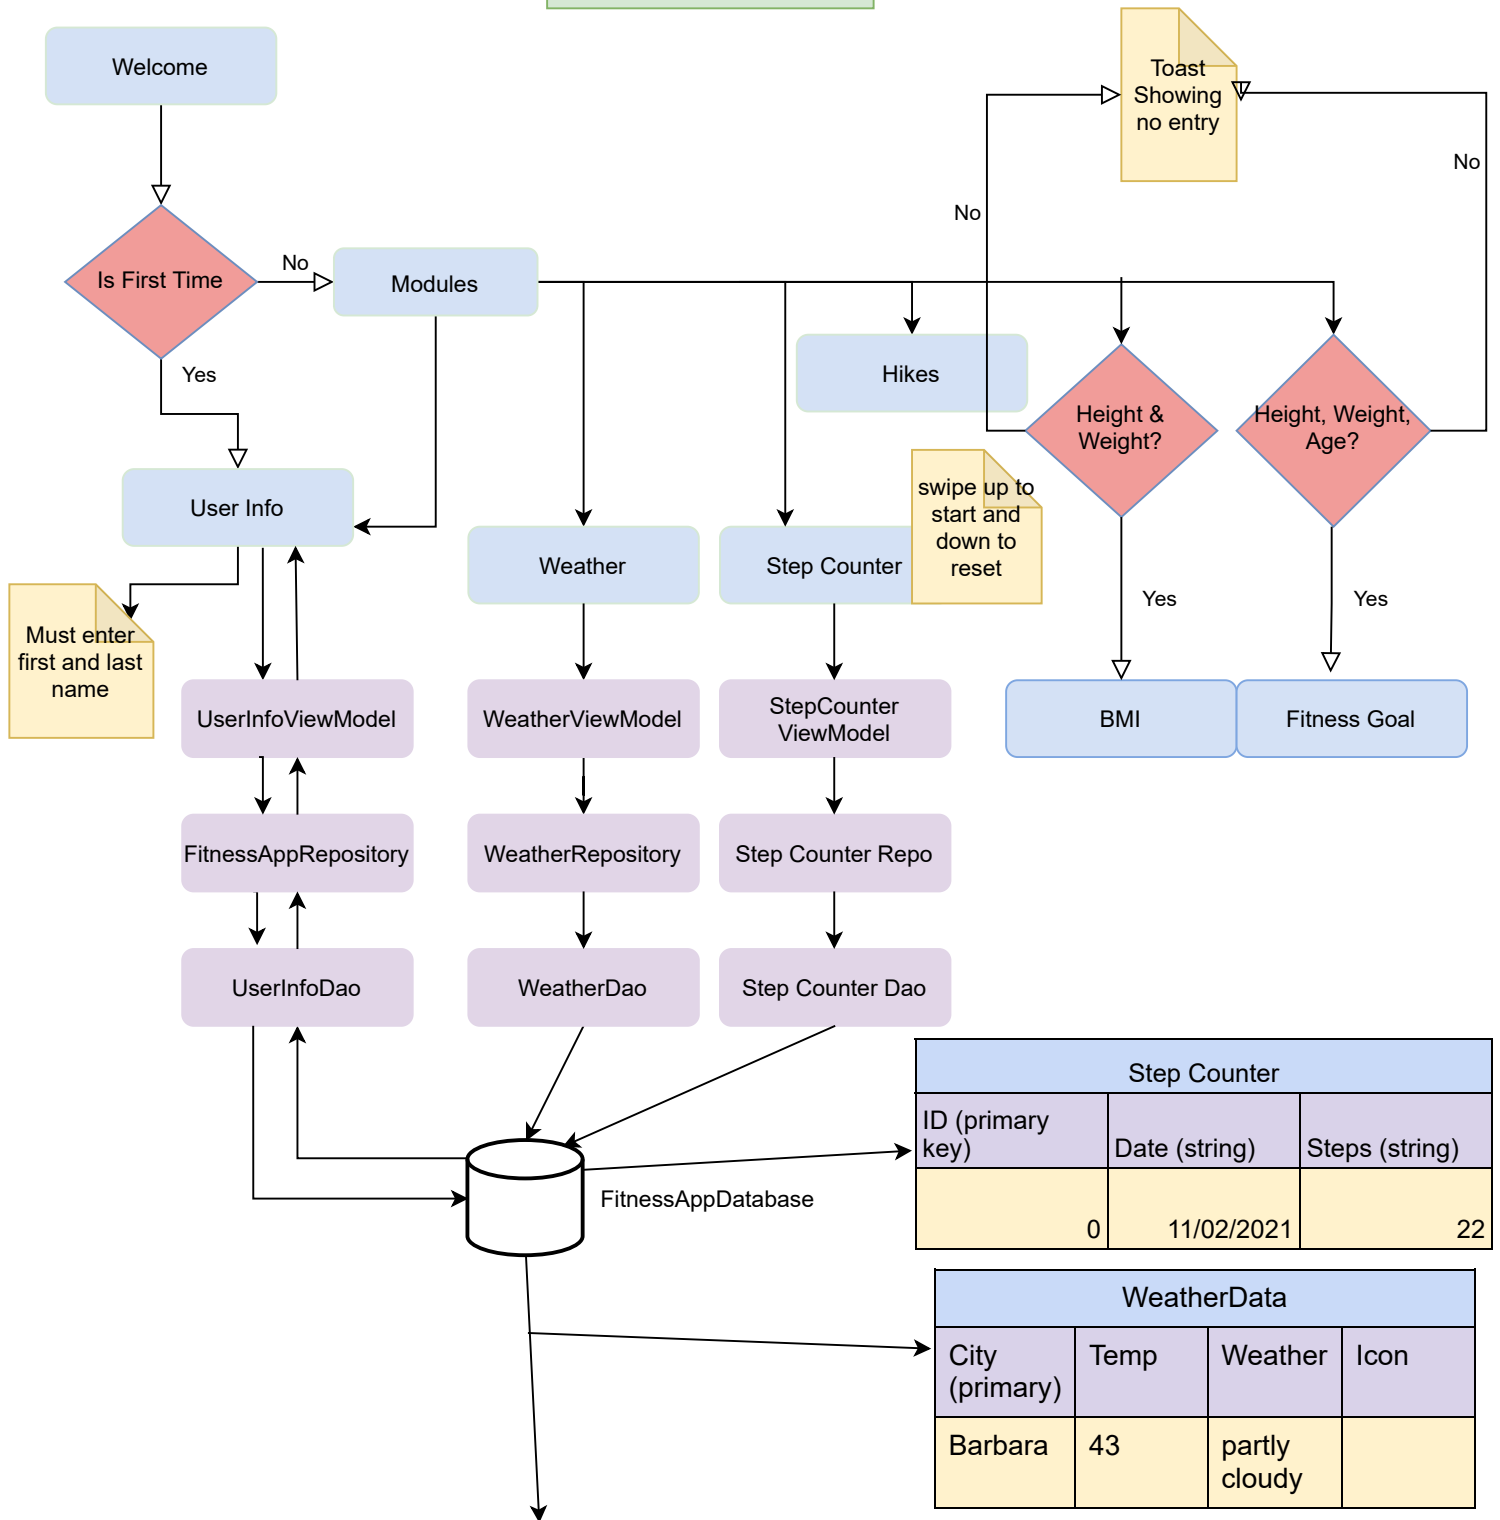 Welcome
Toast
Showing
no entry
No
No
Is First Time
No
Modules
Yes
Hikes
Height &
Weight?
Height, Weight,
Age?
User Info
swipe up to
start and
down to
reset
Weather
Step Counter
Yes
Yes
Must enter
first and last
name
UserInfoViewModel
WeatherViewModel
StepCounter
ViewModel
BMI
Fitness Goal
FitnessAppRepository
WeatherRepository
Step Counter Repo
UserInfoDao
WeatherDao
Step Counter Dao
FitnessAppDatabase
Step Counter
ID (primary
key)
Date (string)
Steps (string)
0
11/02/2021
22
WeatherData
City
(primary)
Temp
Weather
Icon
Barbara
43
partly
cloudy